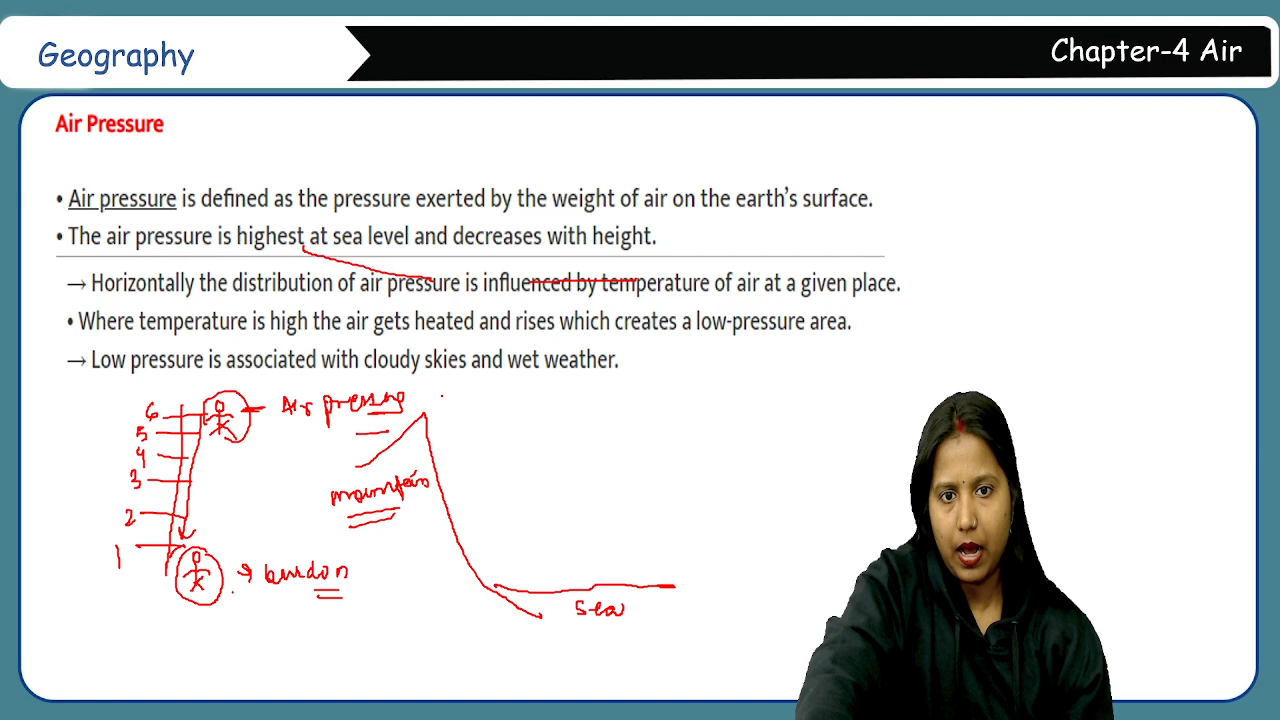 Geography
Chapter-4 Air
Air Pressure
• Air pressure is defined as the pressure exerted by the weight of air on the earth's surface.
• The air pressure is highest at sea level and decreases with height.
→ Horizontally the distribution of air pressure is influenced by temperature of air at a given place.
• Where temperature is high the air gets heated and rises which creates a low-pressure area.
→ Low pressure is associated with cloudy skies and wet weather.
6
Air
5
4
3
mountain
2
1
Sea